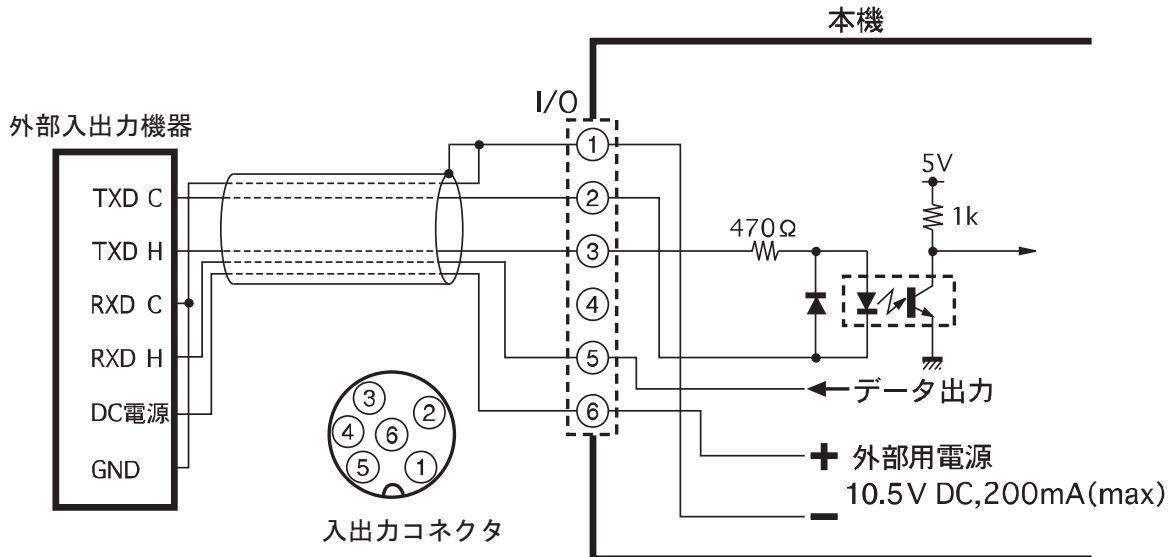 本機
I/O
外部入出力機器
TXD C
TXD H
RXD C
RXD H
DC電源
GND
①
②
③
④
⑤
⑥
470Ω
5V
1k
データ出力
+ 外部用電源
10.5V DC,200mA(max)
−
③
②
④
⑥
⑤
①
入出力コネクタ